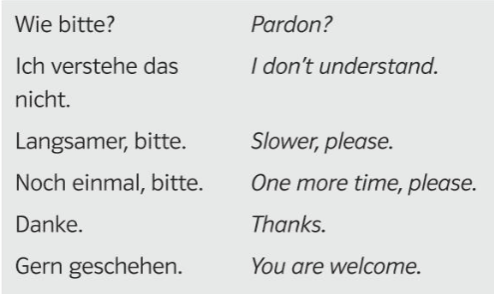 Wie bitte? Pardon?
Ich verstehe das I don't understand.
nicht.
Langsamer, bitte. Slower, please.
Noch einmal, bitte. One more time, please.
Danke. Thanks.
Gern geschehen. You are welcome.